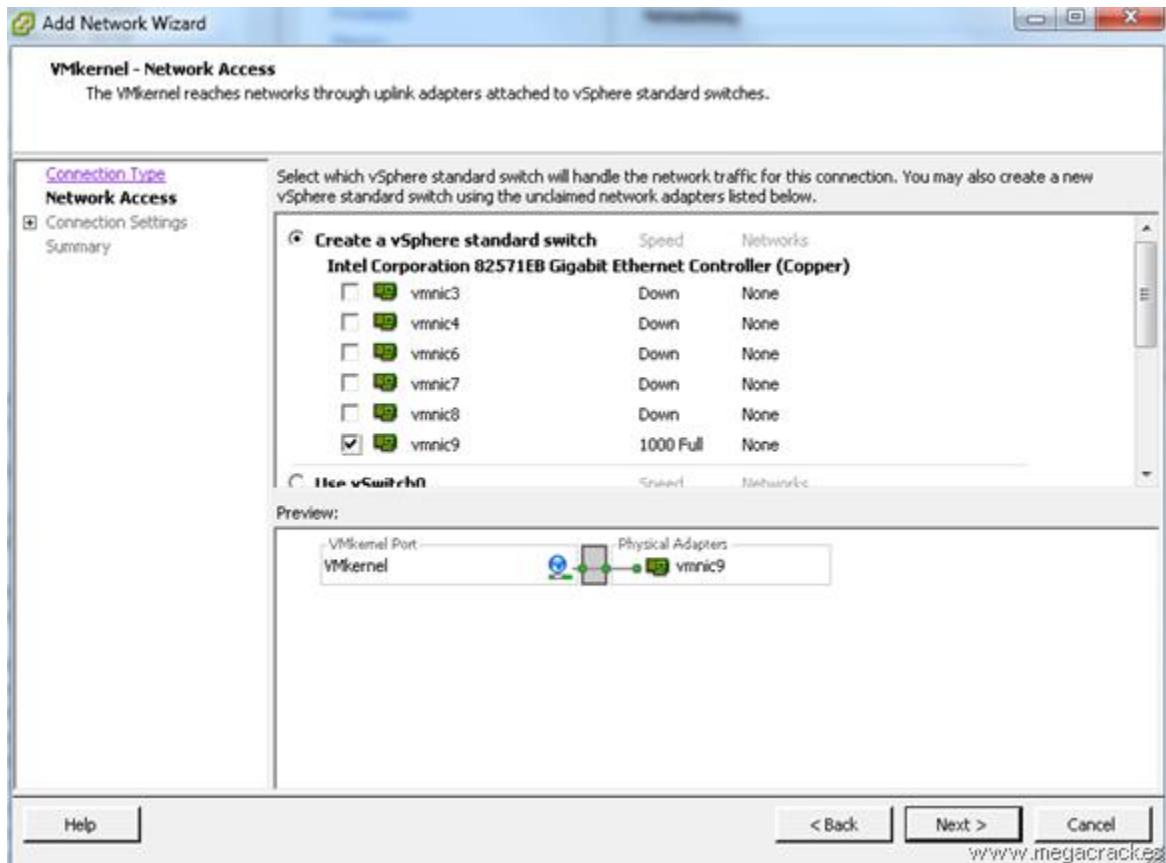 Add Network Wizard
VMkernel - Network Access
The VMkernel reaches networks through uplink adapters attached to vSphere standard switches.
Connection Type
Network Access
Connection Settings
Summary
Select which vSphere standard switch will handle the network traffic for this connection. You may also create a new
vSphere standard switch using the unclaimed network adapters listed below.
Create a vSphere standard switch Speed Networks
Intel Corporation 82571EB Gigabit Ethernet Controller (Copper)
vmnic3 Down None
vmnic4 Down None
vmnic6 Down None
vmnic7 Down None
vmnic8 Down None
vmnic9 1000 Full None
Use vSwitch0 Speed Networks
Preview:
VMkernel Port Physical Adapters
VMkernel vmnic9
Help < Back Next > Cancel
www.megacrack.es